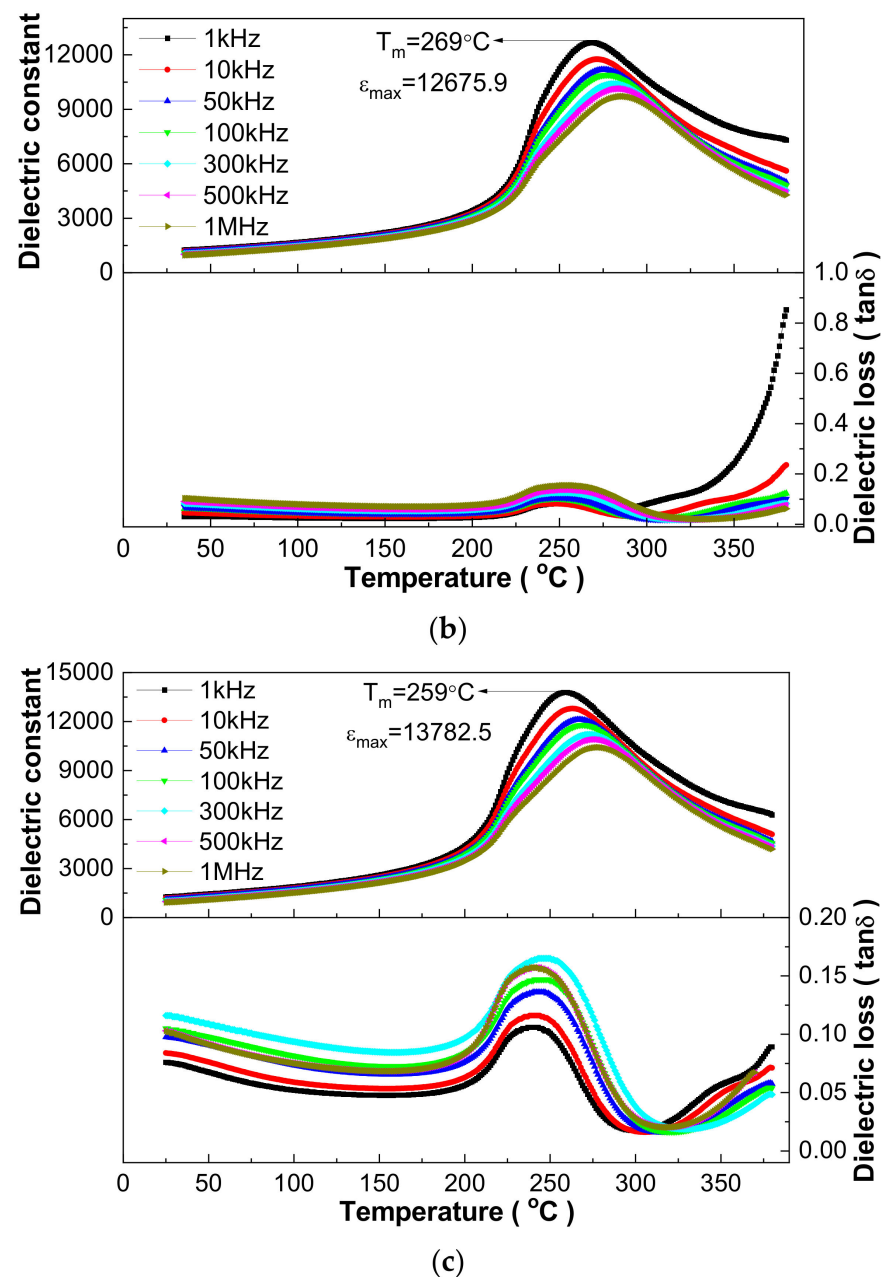 Dielectric constant
12000
9000
6000
3000
0
1kHz
10kHz
50kHz
100kHz
300kHz
500kHz
1MHz
Tm=269°C
εmax=12675.9
1.0
0.8
0.6
0.4
0.2
0.0
Dielectric loss ( tanδ )
0 50 100 150 200 250 300 350
Temperature ( °C )
(b)
Dielectric constant
15000
12000
9000
6000
3000
0
1kHz
10kHz
50kHz
100kHz
300kHz
500kHz
1MHz
Tm=259°C
εmax=13782.5
0.20
0.15
0.10
0.05
0.00
Dielectric loss ( tanδ )
0 50 100 150 200 250 300 350
Temperature ( °C )
(c)